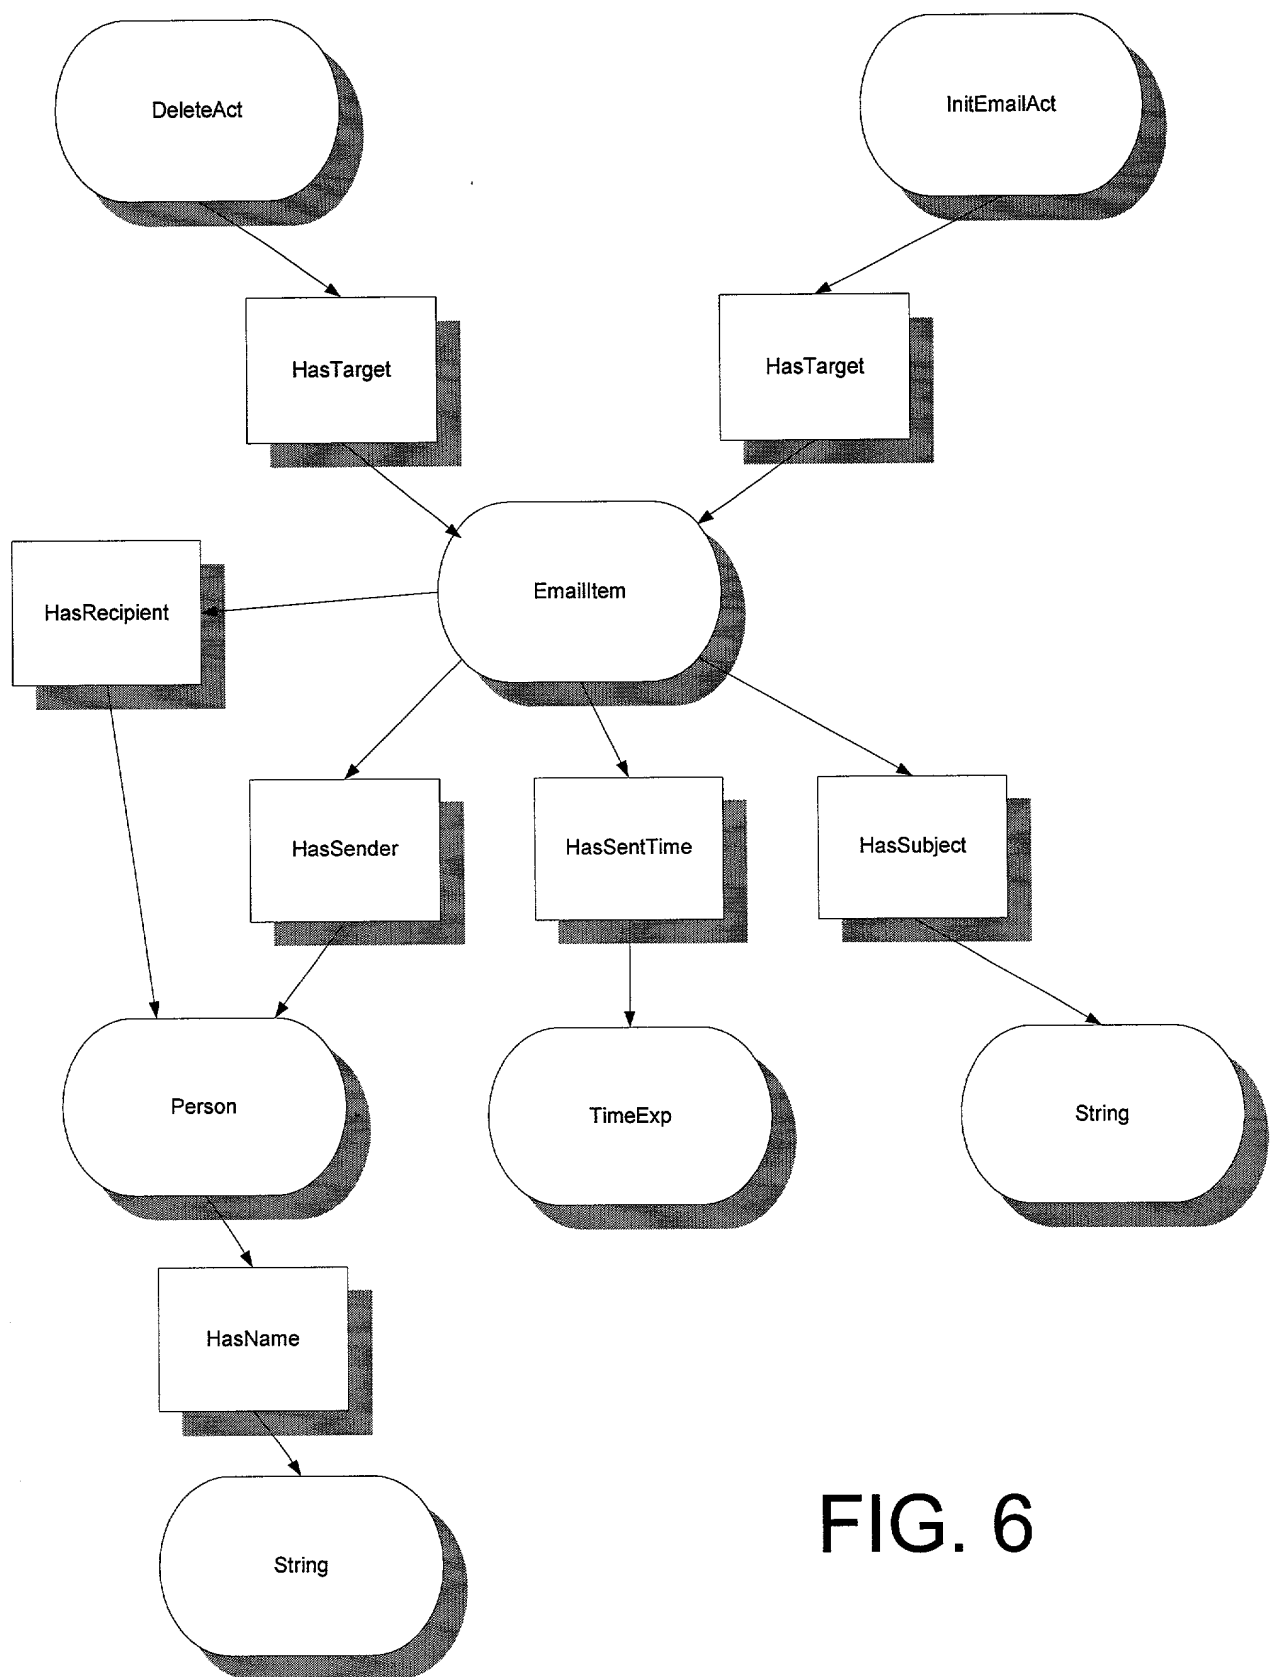 DeleteAct
InitEmailAct
HasTarget
HasTarget
EmailItem
HasRecipient
HasSender
HasSentTime
HasSubject
Person
TimeExp
String
HasName
String
FIG. 6